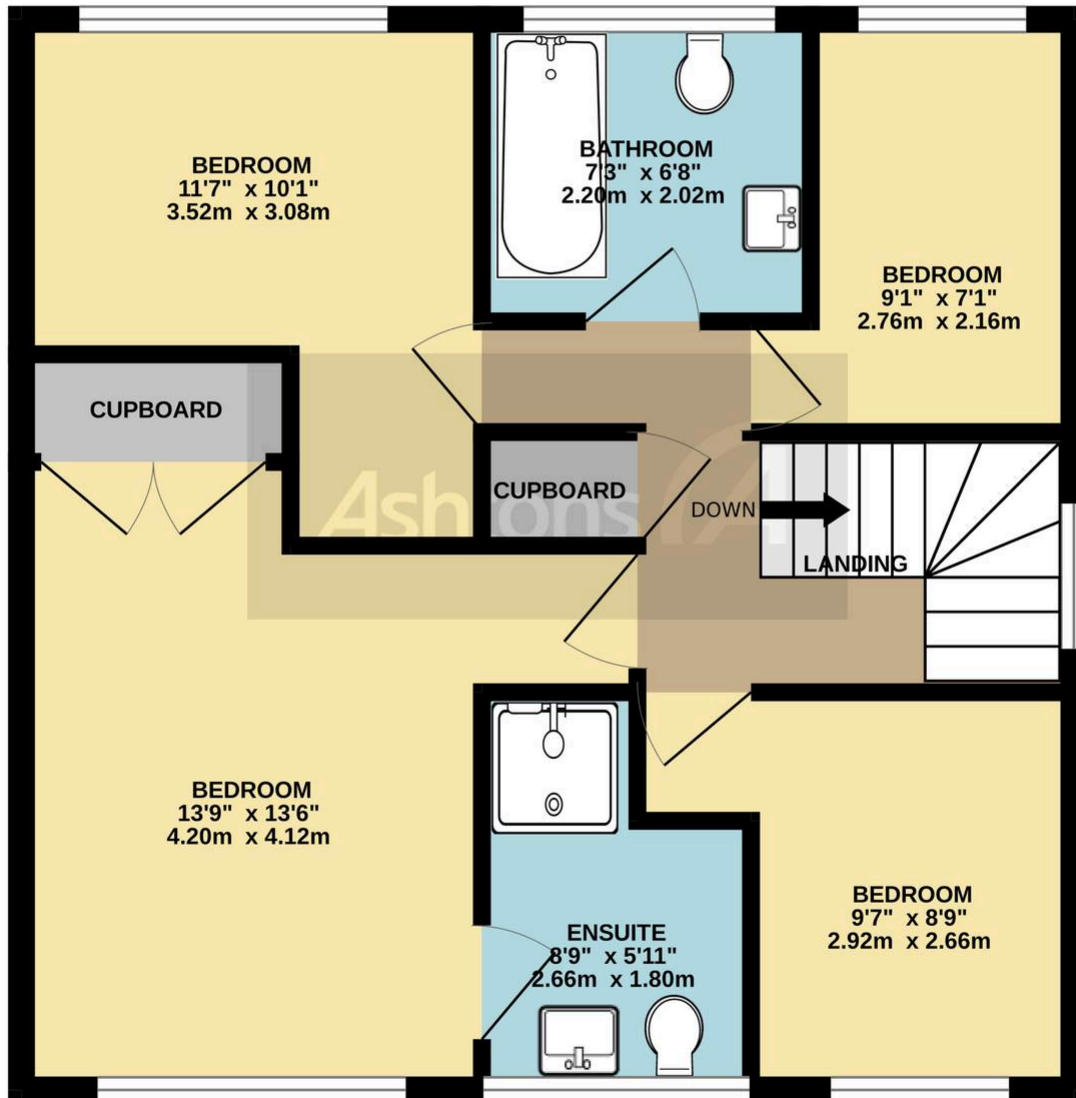 BEDROOM
11'7" x 10'1"
3.52m x 3.08m
BATHROOM
7'3" x 6'8"
2.20m x 2.02m
BEDROOM
9'1" x 7'1"
2.76m x 2.16m
CUPBOARD
CUPBOARD
Ashtons
DOWN
LANDING
BEDROOM
13'9" x 13'6"
4.20m x 4.12m
ENSUITE
8'9" x 5'11"
2.66m x 1.80m
BEDROOM
9'7" x 8'9"
2.92m x 2.66m